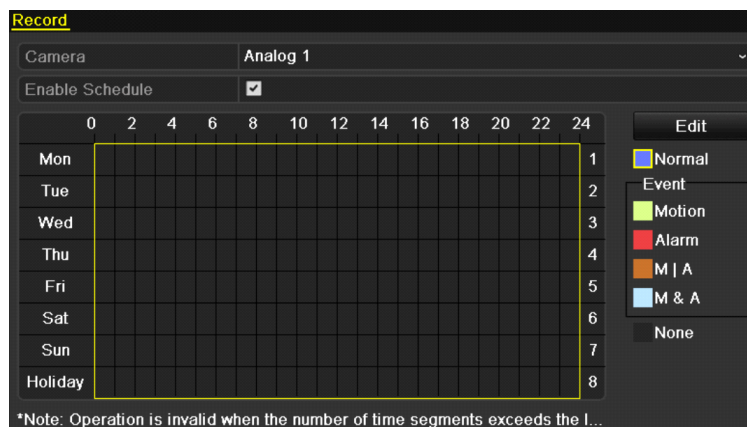 Record
Camera Analog 1
Enable Schedule
0 2 4 6 8 10 12 14 16 18 20 22 24
Edit
Mon 1
Normal
Event
Tue 2
Motion
Wed 3
Alarm
Thu 4
M | A
Fri 5
M & A
Sat 6
None
Sun 7
Holiday 8
*Note: Operation is invalid when the number of time segments exceeds the l...